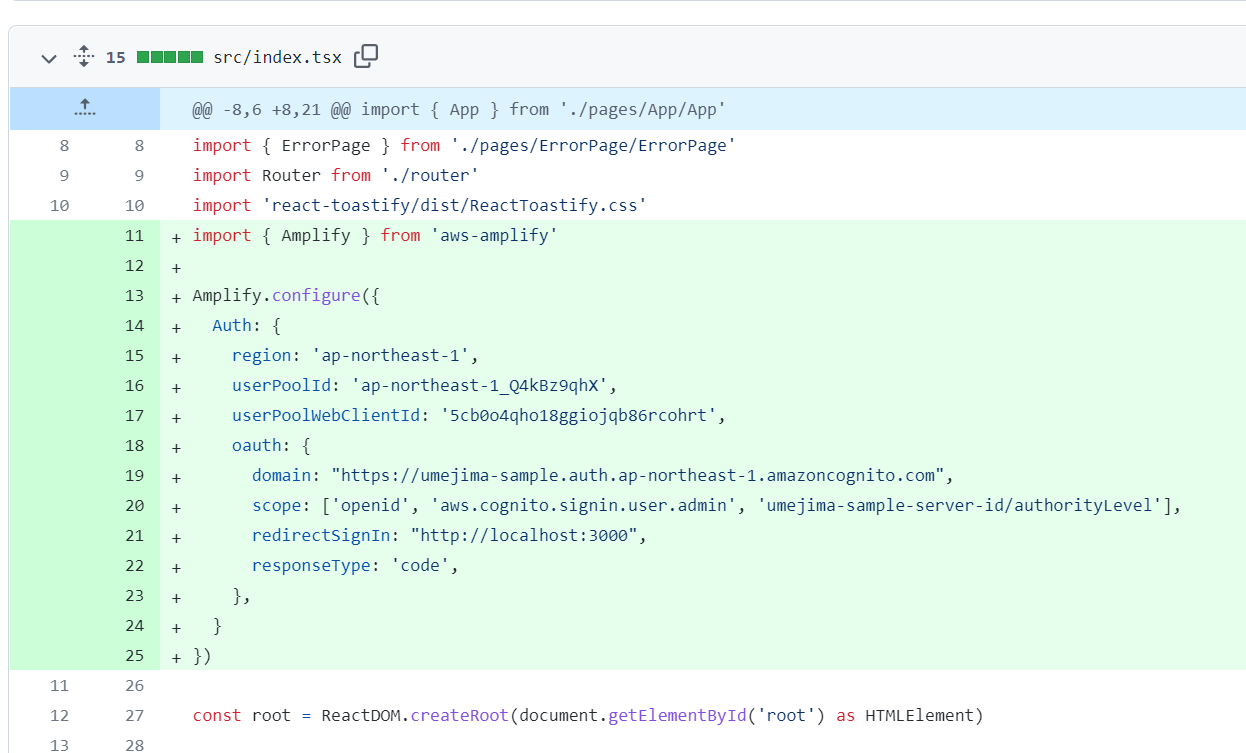 15 src/index.tsx
@@ -8,6 +8,21 @@ import { App } from './pages/App/App'
8 8 import { ErrorPage } from './pages/ErrorPage/ErrorPage'
9 9 import Router from './router'
10 10 import 'react-toastify/dist/ReactToastify.css'
11 + import { Amplify } from 'aws-amplify'
12 +
13 + Amplify.configure({
14 + Auth: {
15 + region: 'ap-northeast-1',
16 + userPoolId: 'ap-northeast-1_Q4kBz9qhX',
17 + userPoolWebClientId: '5cb0o4qho18ggiojqb86rcohrt',
18 + oauth: {
19 + domain: "https://umejima-sample.auth.ap-northeast-1.amazoncognito.com",
20 + scope: ['openid', 'aws.cognito.signin.user.admin', 'umejima-sample-server-id/authorityLevel'],
21 + redirectSignIn: "http://localhost:3000",
22 + responseType: 'code',
23 + },
24 + }
25 + })
11 26
12 27 const root = ReactDOM.createRoot(document.getElementById('root') as HTMLElement)
13 28